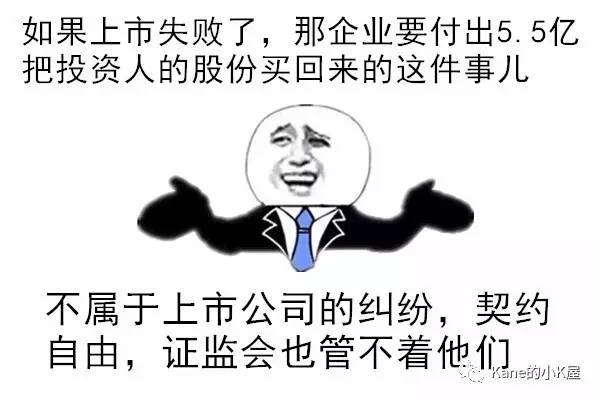 如果上市失败了，那企业要付出5.5亿
把投资人的股份买回来的这件事儿
不属于上市公司的纠纷，契约
自由，证监会也管不着他们
Kane的小K屋